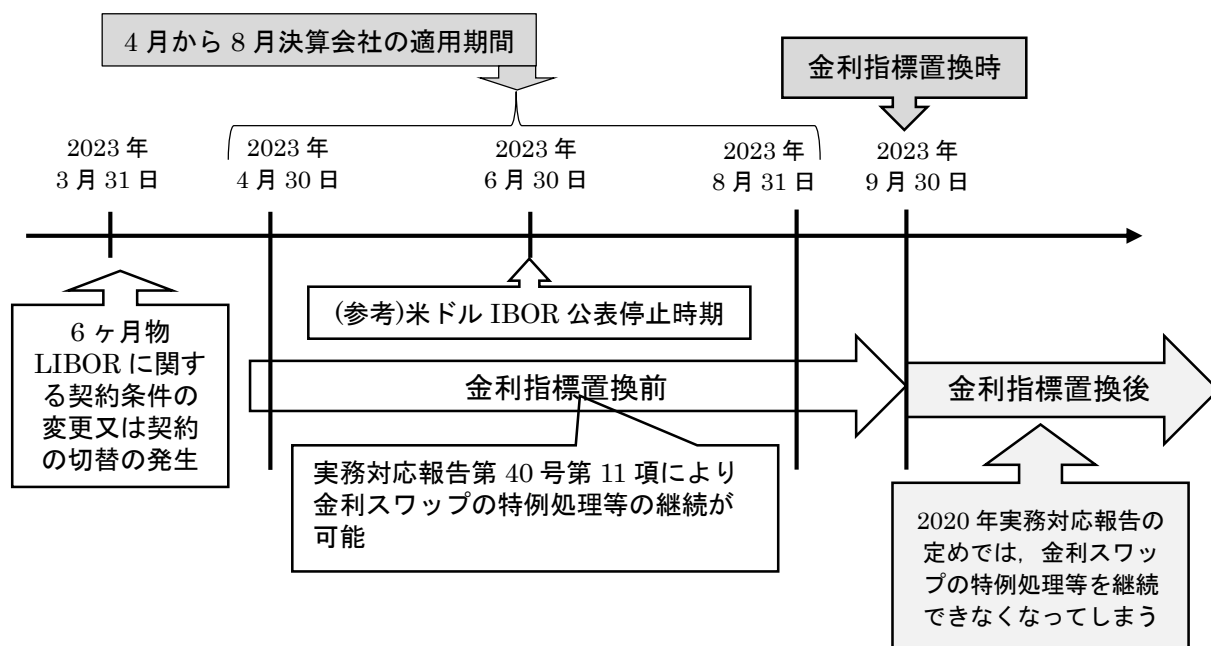 4 月から 8 月決算会社の適用期間
金利指標置換時
2023 年
3 月 31 日
2023 年
4 月 30 日
2023 年
6 月 30 日
2023 年
8 月 31 日
2023 年
9 月 30 日
6 ヶ月物
LIBOR に関す
る契約条件の
変更又は契約
の切替の発生
(参考)米ドル IBOR 公表停止時期
金利指標置換前
金利指標置換後
実務対応報告第 40 号第 11 項により
金利スワップの特例処理等の継続が
可能
2020 年実務対応報告の
定めでは，金利スワッ
プの特例処理等を継続
できなくなってしまう